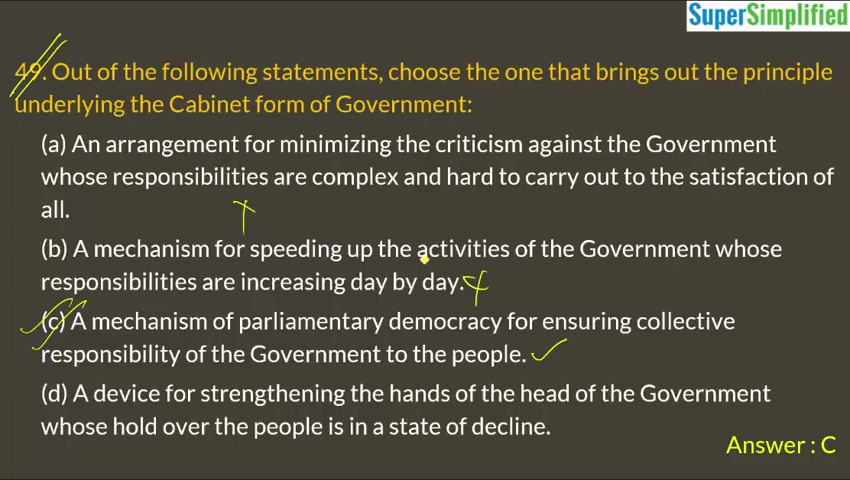 SuperSimplified
49. Out of the following statements, choose the one that brings out the principle
underlying the Cabinet form of Government:
(a) An arrangement for minimizing the criticism against the Government
whose responsibilities are complex and hard to carry out to the satisfaction of
all.
(b) A mechanism for speeding up the activities of the Government whose
responsibilities are increasing day by day.
(c) A mechanism of parliamentary democracy for ensuring collective
responsibility of the Government to the people.
(d) A device for strengthening the hands of the head of the Government
whose hold over the people is in a state of decline.
Answer : C